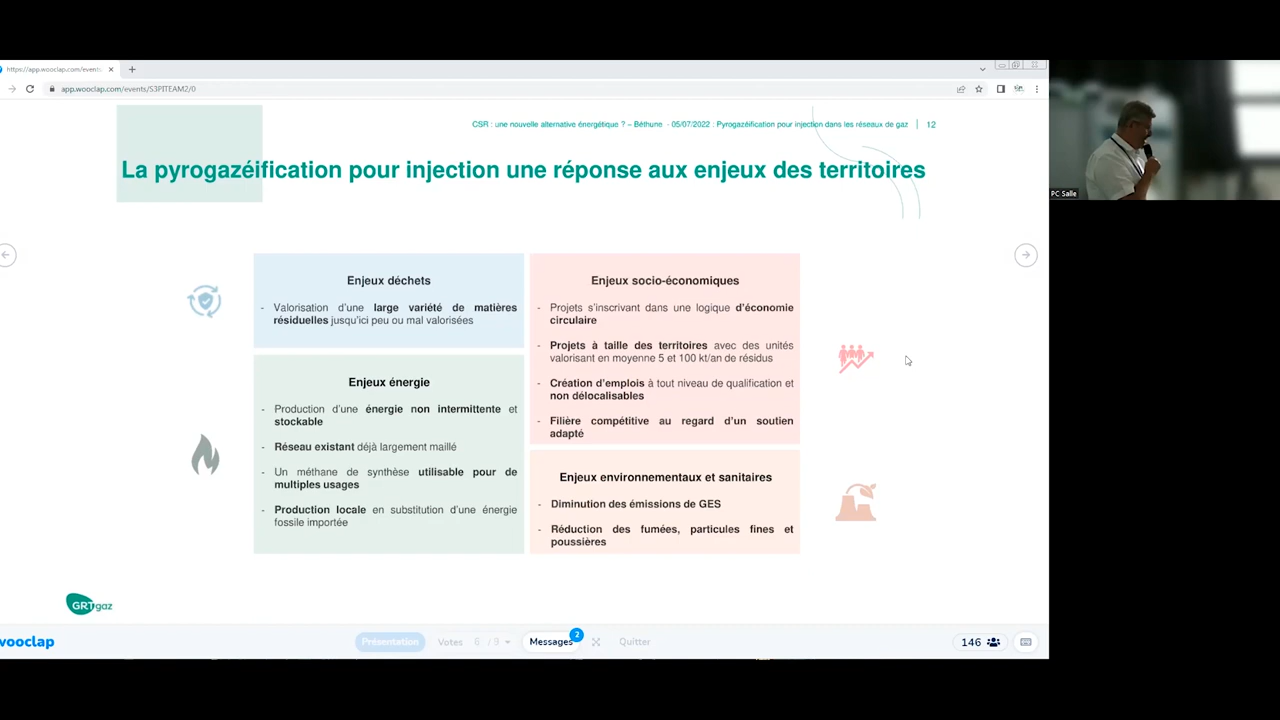 https://app.wooclap.com/events
app.wooclap.com/events/S3PITEAM2/0
CSR : une nouvelle alternative énergétique ? – Béthune - 05/07/2022 : Pyrogazéification pour injection dans les réseaux de gaz | 12
La pyrogazéification pour injection une réponse aux enjeux des territoires
Enjeux déchets
- Valorisation d'une large variété de matières
résiduelles jusqu'ici peu ou mal valorisées
Enjeux énergie
- Production d'une énergie non intermittente et
stockable
- Réseau existant déjà largement maillé
- Un méthane de synthèse utilisable pour de
multiples usages
- Production locale en substitution d'une énergie
fossile importée
Enjeux socio-économiques
- Projets s'inscrivant dans une logique d'économie
circulaire
- Projets à taille des territoires avec des unités
valorisant en moyenne 5 et 100 kt/an de résidus
- Création d'emplois à tout niveau de qualification et
non délocalisables
- Filière compétitive au regard d'un soutien
adapté
Enjeux environnementaux et sanitaires
- Diminution des émissions de GES
- Réduction des fumées, particules fines et
poussières
GRTgaz
wooclap
Présentation
Votes 6 / 9
Messages 2
Quitter
146
PC Salle